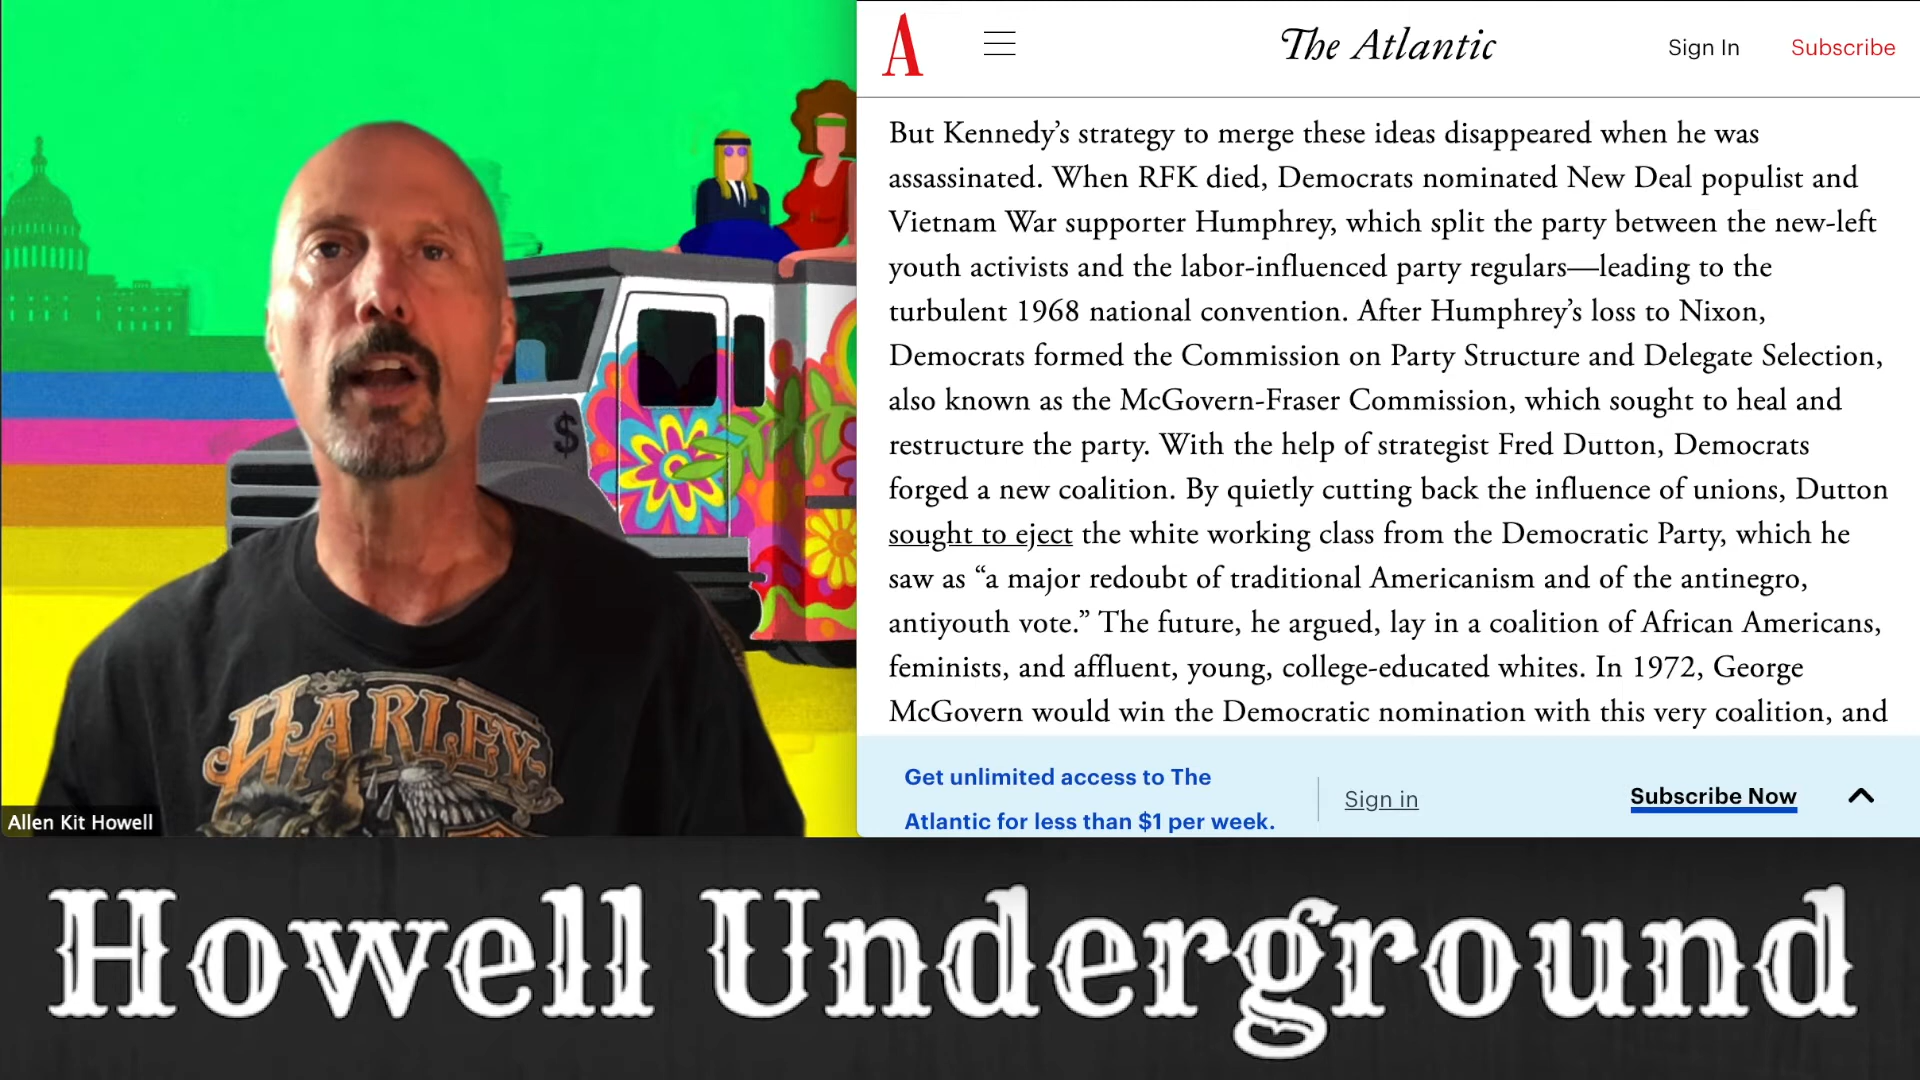 A
The Atlantic
Sign In
Subscribe
But Kennedy’s strategy to merge these ideas disappeared when he was
assassinated. When RFK died, Democrats nominated New Deal populist and
Vietnam War supporter Humphrey, which split the party between the new-left
youth activists and the labor-influenced party regulars—leading to the
turbulent 1968 national convention. After Humphrey’s loss to Nixon,
Democrats formed the Commission on Party Structure and Delegate Selection,
also known as the McGovern-Fraser Commission, which sought to heal and
restructure the party. With the help of strategist Fred Dutton, Democrats
forged a new coalition. By quietly cutting back the influence of unions, Dutton
sought to eject the white working class from the Democratic Party, which he
saw as “a major redoubt of traditional Americanism and of the antinegro,
antiyouth vote.” The future, he argued, lay in a coalition of African Americans,
feminists, and affluent, young, college-educated whites. In 1972, George
McGovern would win the Democratic nomination with this very coalition, and
Get unlimited access to The
Atlantic for less than $1 per week.
Sign in
Subscribe Now
$
HARLEY-
Allen Kit Howell
Howell Underground